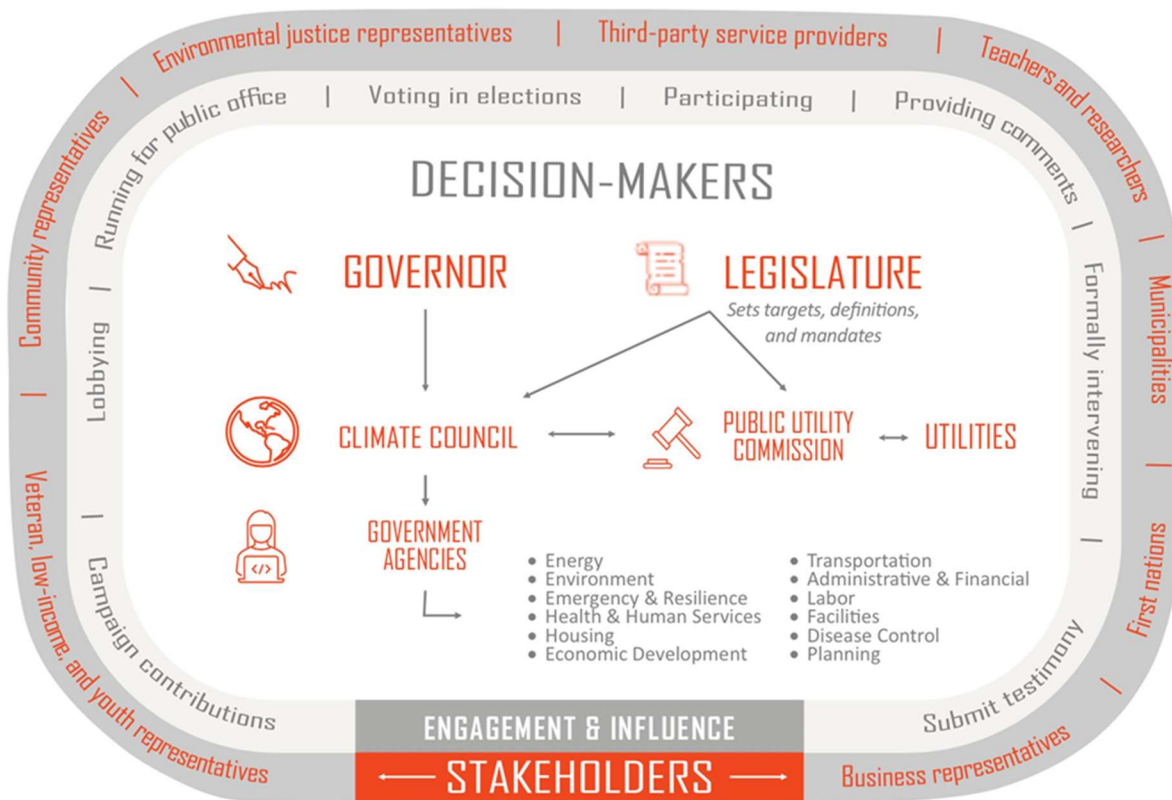 Environmental justice representatives | Third-party service providers | Teachers and researchers | Municipalities | First nations | Business representatives
Community representatives | Veteran, low-income, and youth representatives
Running for public office | Voting in elections | Participating | Providing comments | Formally intervening | Submit testimony
Lobbying | Campaign contributions
DECISION-MAKERS
GOVERNOR
LEGISLATURE
Sets targets, definitions,
and mandates
CLIMATE COUNCIL
PUBLIC UTILITY
COMMISSION
UTILITIES
GOVERNMENT
AGENCIES
</>
• Energy
• Environment
• Emergency & Resilience
• Health & Human Services
• Housing
• Economic Development
• Transportation
• Administrative & Financial
• Labor
• Facilities
• Disease Control
• Planning
ENGAGEMENT & INFLUENCE
STAKEHOLDERS